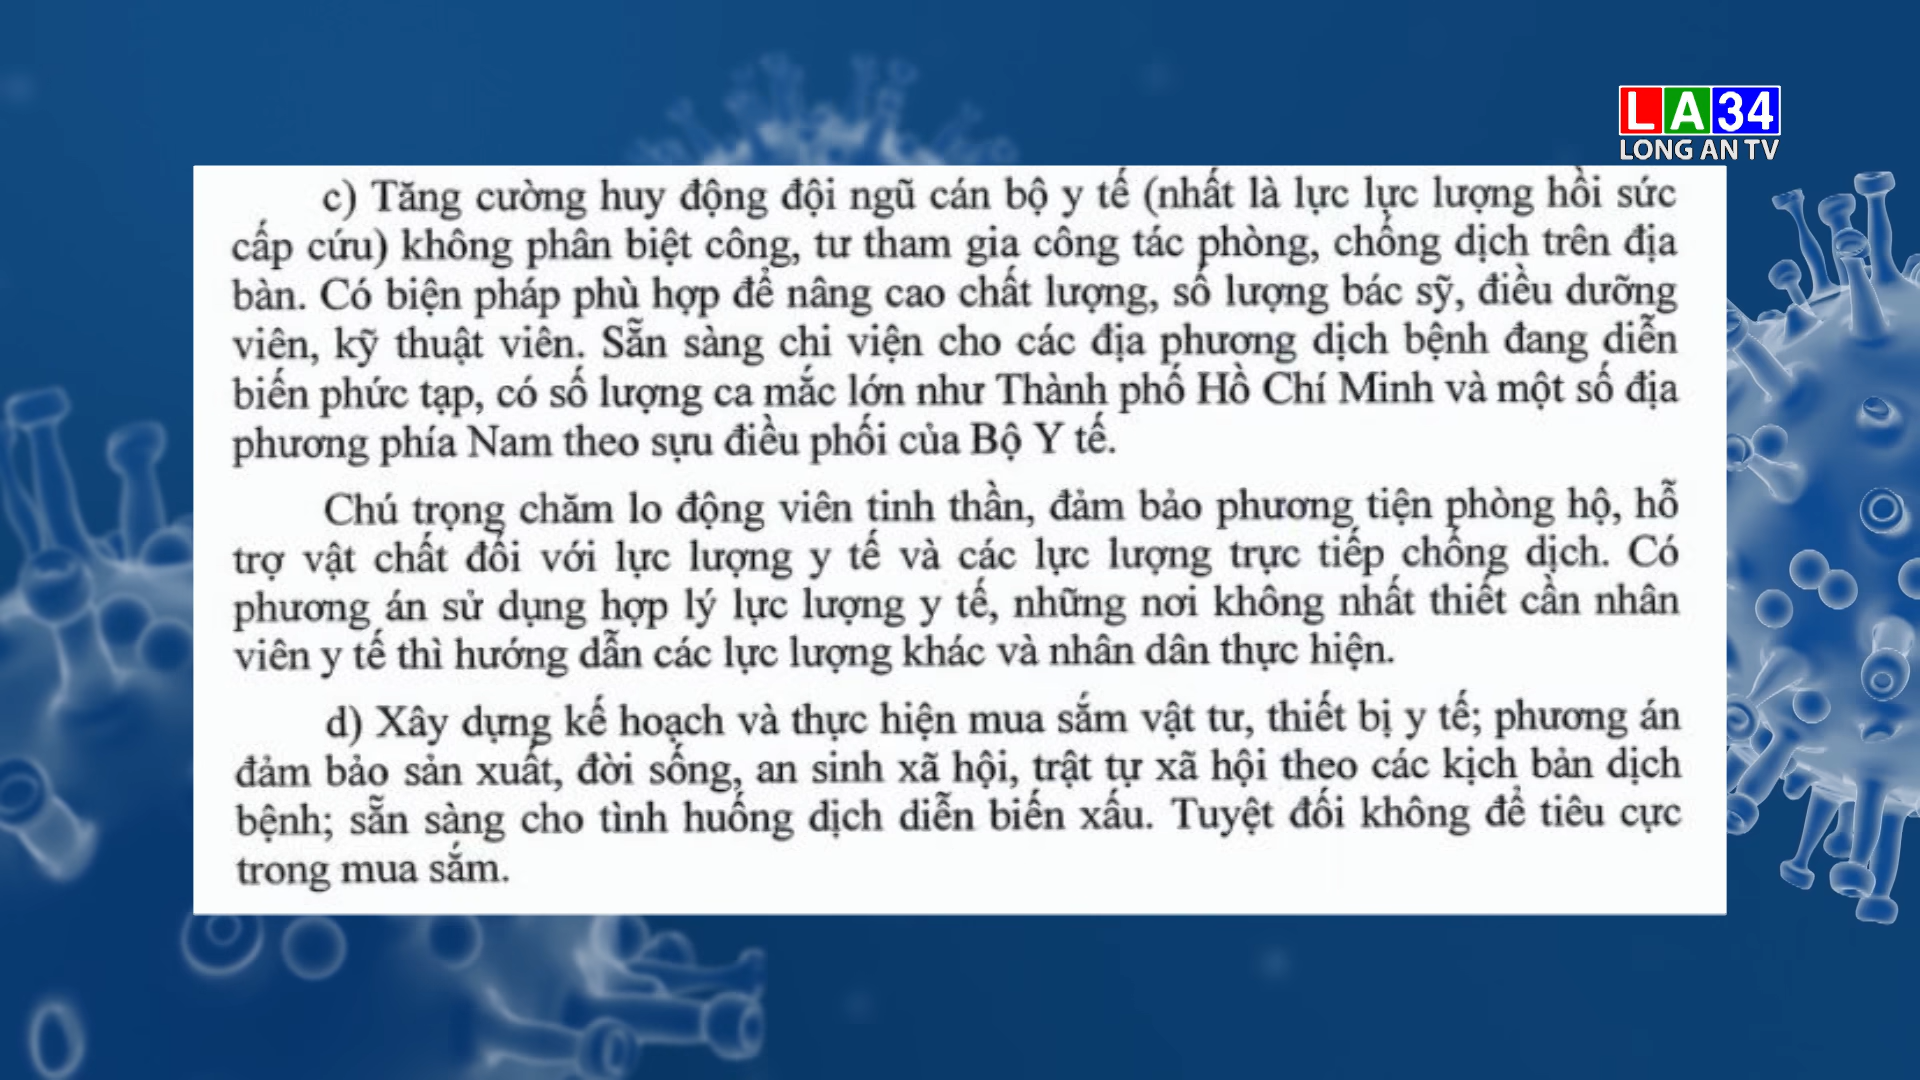 LA34
LONG AN TV
c) Tăng cường huy động đội ngũ cán bộ y tế (nhất là lực lực lượng hồi sức
cấp cứu) không phân biệt công, tư tham gia công tác phòng, chống dịch trên địa
bàn. Có biện pháp phù hợp để nâng cao chất lượng, số lượng bác sỹ, điều dưỡng
viên, kỹ thuật viên. Sẵn sàng chi viện cho các địa phương dịch bệnh đang diễn
biến phức tạp, có số lượng ca mắc lớn như Thành phố Hồ Chí Minh và một số địa
phương phía Nam theo sựu điều phối của Bộ Y tế.
Chú trọng chăm lo động viên tinh thần, đảm bảo phương tiện phòng hộ, hỗ
trợ vật chất đối với lực lượng y tế và các lực lượng trực tiếp chống dịch. Có
phương án sử dụng hợp lý lực lượng y tế, những nơi không nhất thiết cần nhân
viên y tế thì hướng dẫn các lực lượng khác và nhân dân thực hiện.
d) Xây dựng kế hoạch và thực hiện mua sắm vật tư, thiết bị y tế; phương án
đảm bảo sản xuất, đời sống, an sinh xã hội, trật tự xã hội theo các kịch bản dịch
bệnh; sẵn sàng cho tình huống dịch diễn biến xấu. Tuyệt đối không để tiêu cực
trong mua sắm.